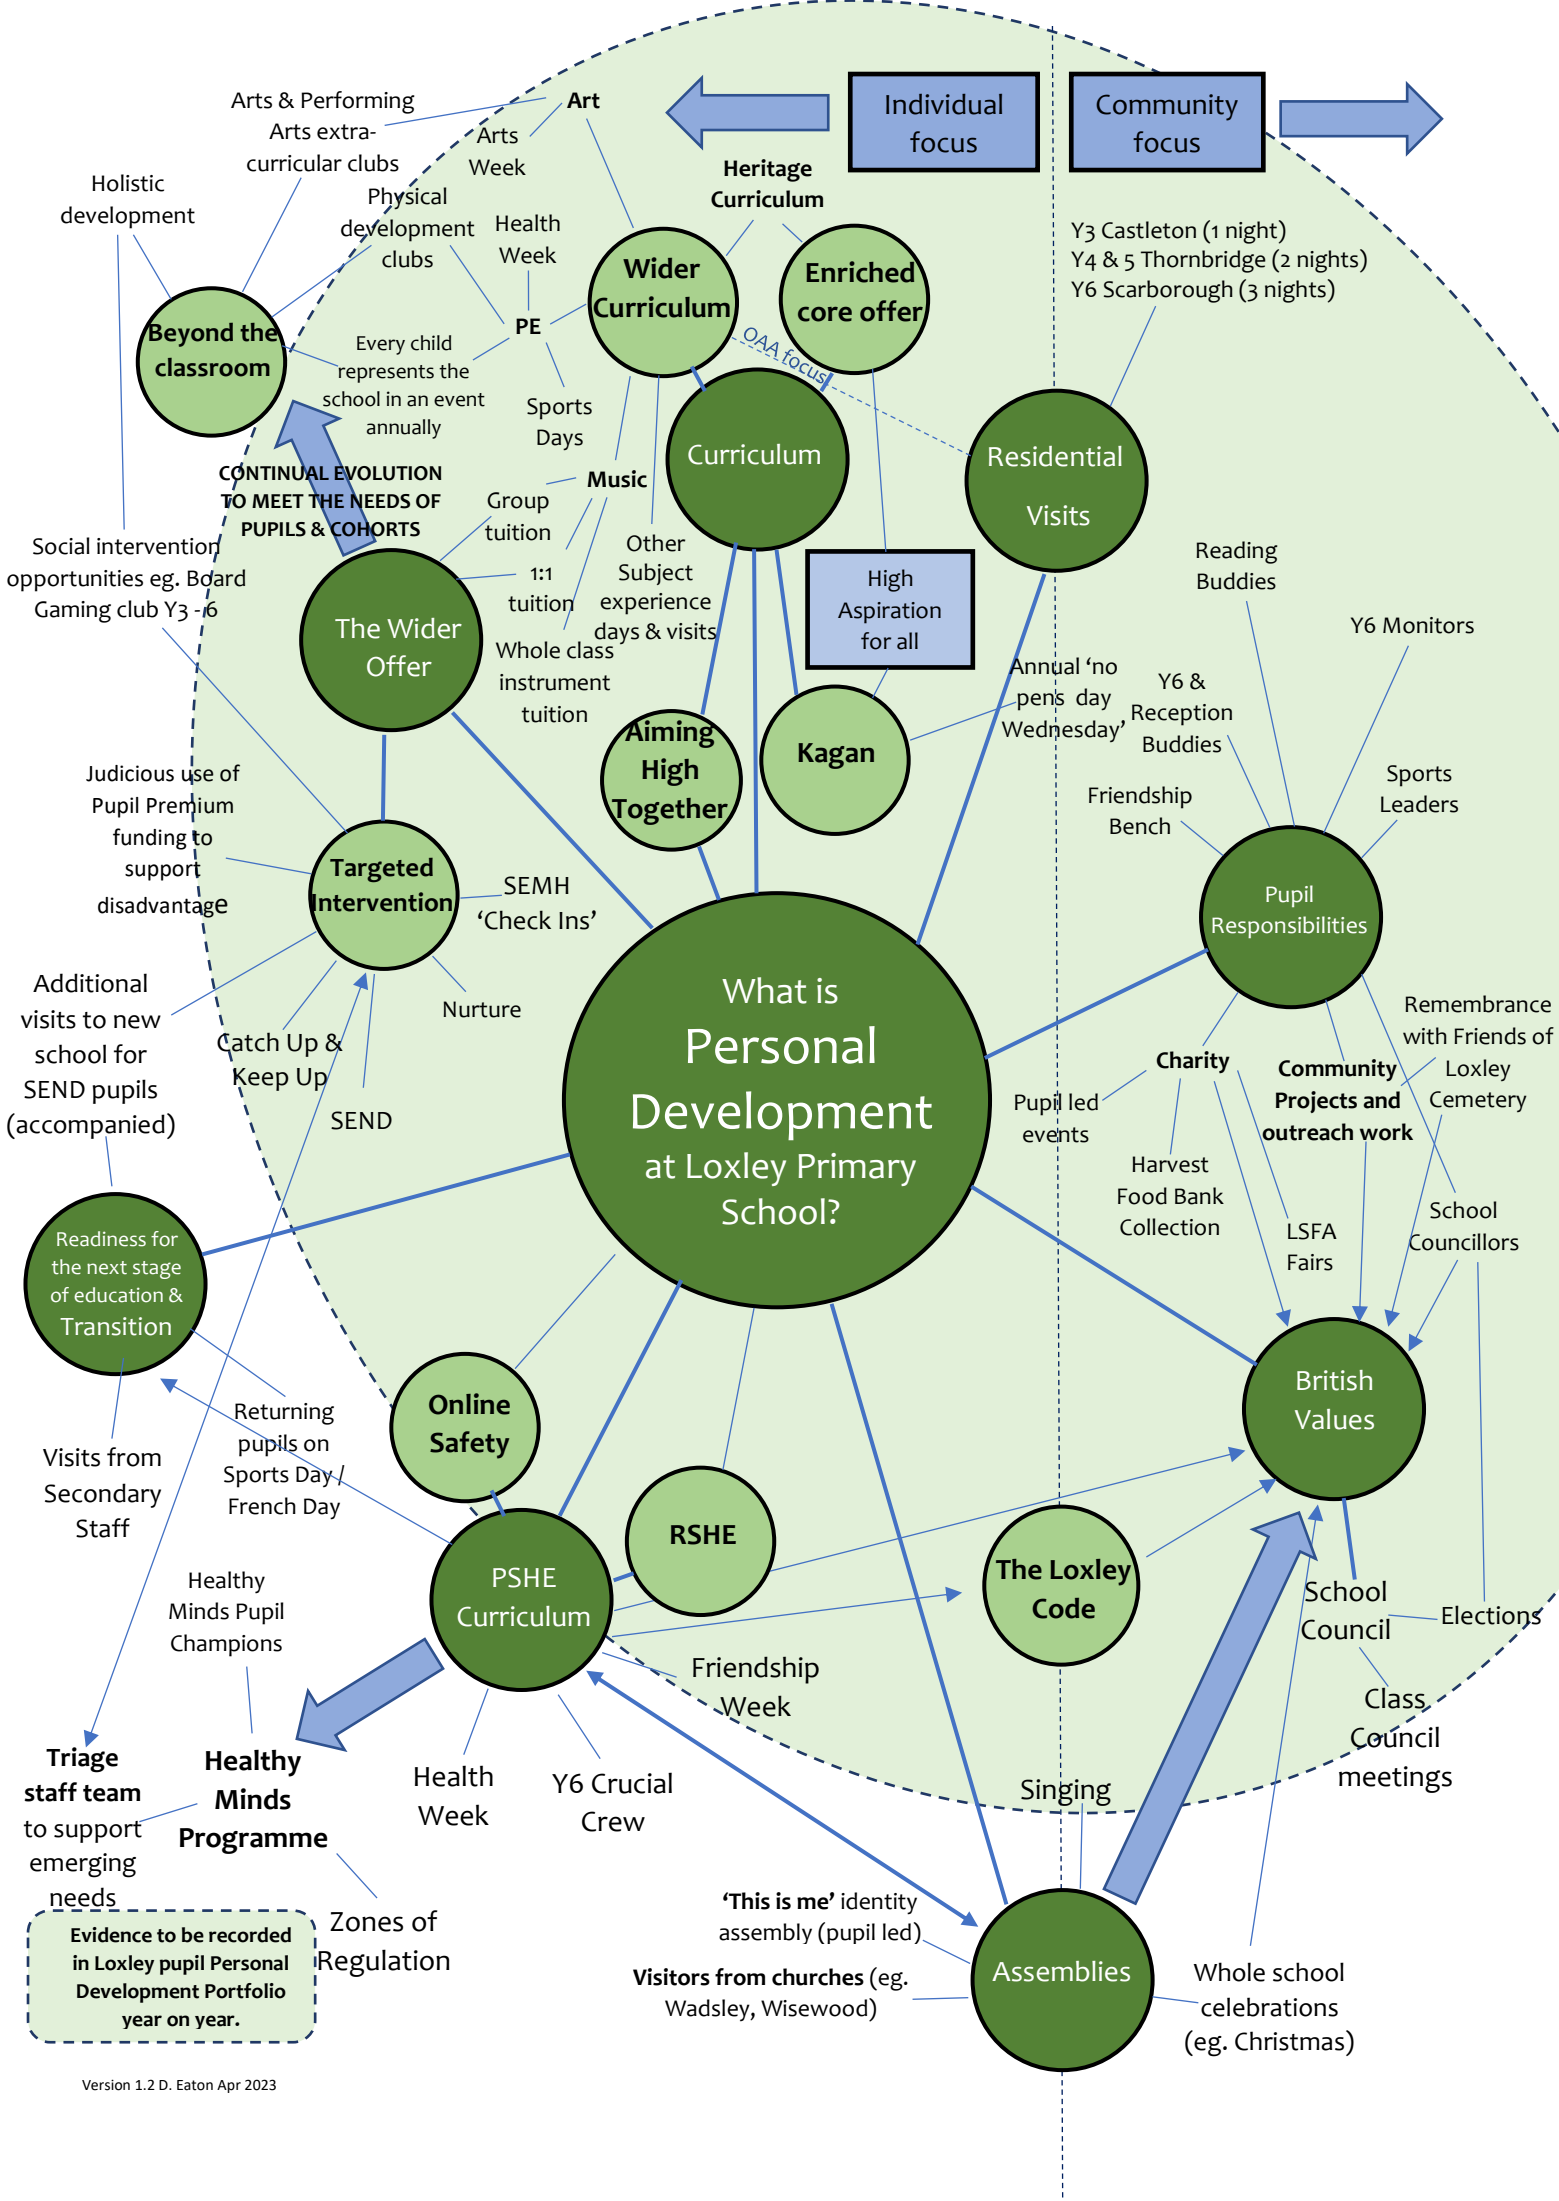 Individual
focus
Community
focus
Arts & Performing
Arts extra-
curricular clubs
Art
Arts
Week
Heritage
Curriculum
Holistic
development
Physical
development
clubs
Health
Week
Y3 Castleton (1 night)
Y4 & 5 Thornbridge (2 nights)
Y6 Scarborough (3 nights)
Wider
Curriculum
Enriched
core offer
Beyond the
classroom
PE
OAA focus
Every child
represents the
school in an event
annually
Sports
Days
Curriculum
Residential
Visits
CONTINUAL EVOLUTION
TO MEET THE NEEDS OF
PUPILS & COHORTS
Music
Group
tuition
1:1
tuition
Whole class
instrument
tuition
Other
Subject
experience
days & visits
High
Aspiration
for all
Reading
Buddies
Y6 Monitors
Social intervention
opportunities eg. Board
Gaming club Y3 - 6
The Wider
Offer
Annual ‘no
pens day
Wednesday’
Y6 &
Reception
Buddies
Aiming
High
Together
Kagan
Friendship
Bench
Sports
Leaders
Judicious use of
Pupil Premium
funding to
support
disadvantage
Targeted
Intervention
SEMH
‘Check Ins’
Pupil
Responsibilities
Additional
visits to new
school for
SEND pupils
(accompanied)
Catch Up &
Keep Up
SEND
Nurture
What is
Personal
Development
at Loxley Primary
School?
Charity
Community
Projects and
outreach work
Remembrance
with Friends of
Loxley
Cemetery
Pupil led
events
Harvest
Food Bank
Collection
LSFA
Fairs
School
Councillors
Readiness for
the next stage
of education &
Transition
British
Values
Online
Safety
Returning
pupils on
Sports Day /
French Day
Visits from
Secondary
Staff
RSHE
PSHE
Curriculum
The Loxley
Code
School
Council
Elections
Healthy
Minds Pupil
Champions
Friendship
Week
Class
Council
meetings
Triage
staff team
to support
emerging
needs
Healthy
Minds
Programme
Health
Week
Y6 Crucial
Crew
Singing
Zones of
Regulation
‘This is me’ identity
assembly (pupil led)
Visitors from churches (eg.
Wadsley, Wisewood)
Assemblies
Whole school
celebrations
(eg. Christmas)
Evidence to be recorded
in Loxley pupil Personal
Development Portfolio
year on year.
Version 1.2 D. Eaton Apr 2023